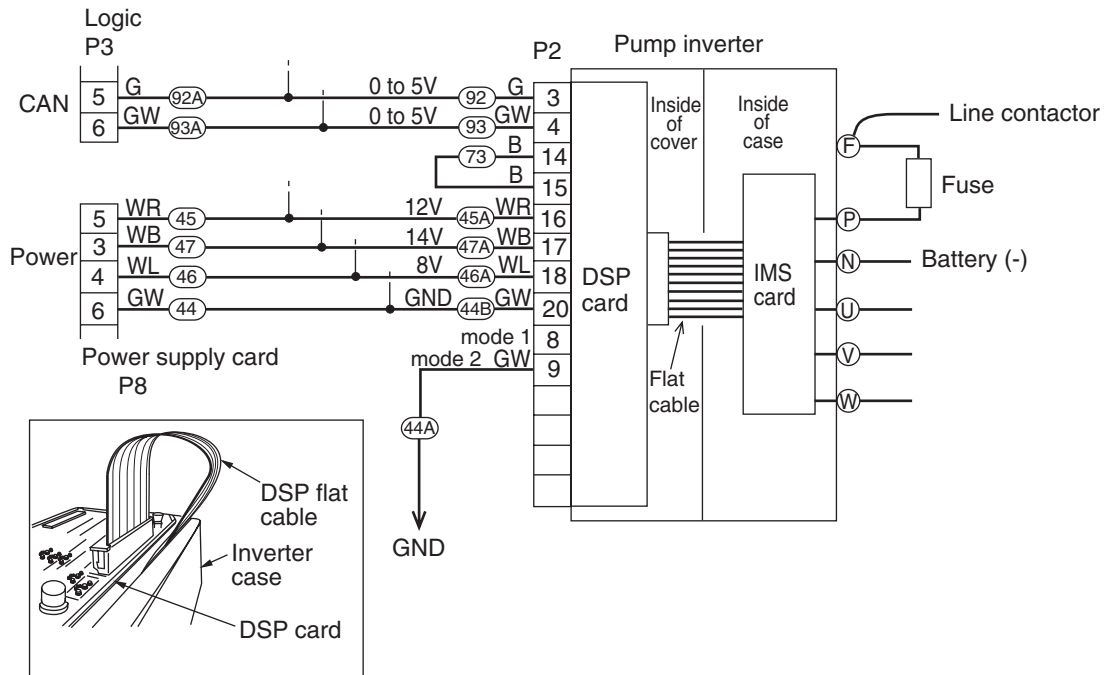 Logic
P3
P2
Pump inverter
CAN
5 G 92A 0 to 5V 92 G 3
6 GW 93A 0 to 5V 93 GW 4
73 B 14
B 15
Power
5 WR 45 12V 45A WR 16
3 WB 47 14V 47A WB 17
4 WL 46 8V 46A WL 18
6 GW 44 GND 44B GW 20
mode 1 8
mode 2 GW 9
44A
GND
Power supply card
P8
DSP
card
Inside
of
cover
Inside
of
case
Flat
cable
IMS
card
F
Line contactor
Fuse
P
N
Battery (-)
U
V
W
DSP flat
cable
Inverter
case
DSP card